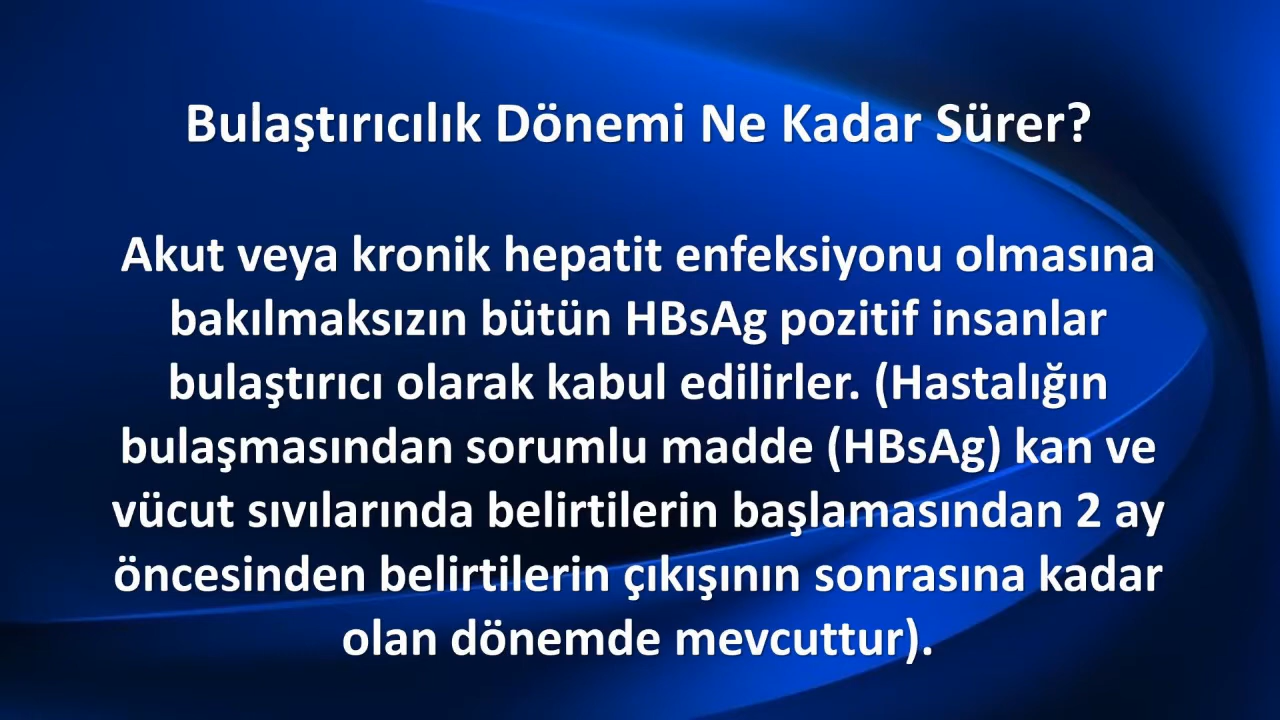 Bulaştırıcılık Dönemi Ne Kadar Sürer?
Akut veya kronik hepatit enfeksiyonu olmasına
bakılmaksızın bütün HBsAg pozitif insanlar
bulaştırıcı olarak kabul edilirler. (Hastalığın
bulaşmasından sorumlu madde (HBsAg) kan ve
vücut sıvılarında belirtilerin başlamasından 2 ay
öncesinden belirtilerin çıkışının sonrasına kadar
olan dönemde mevcuttur).